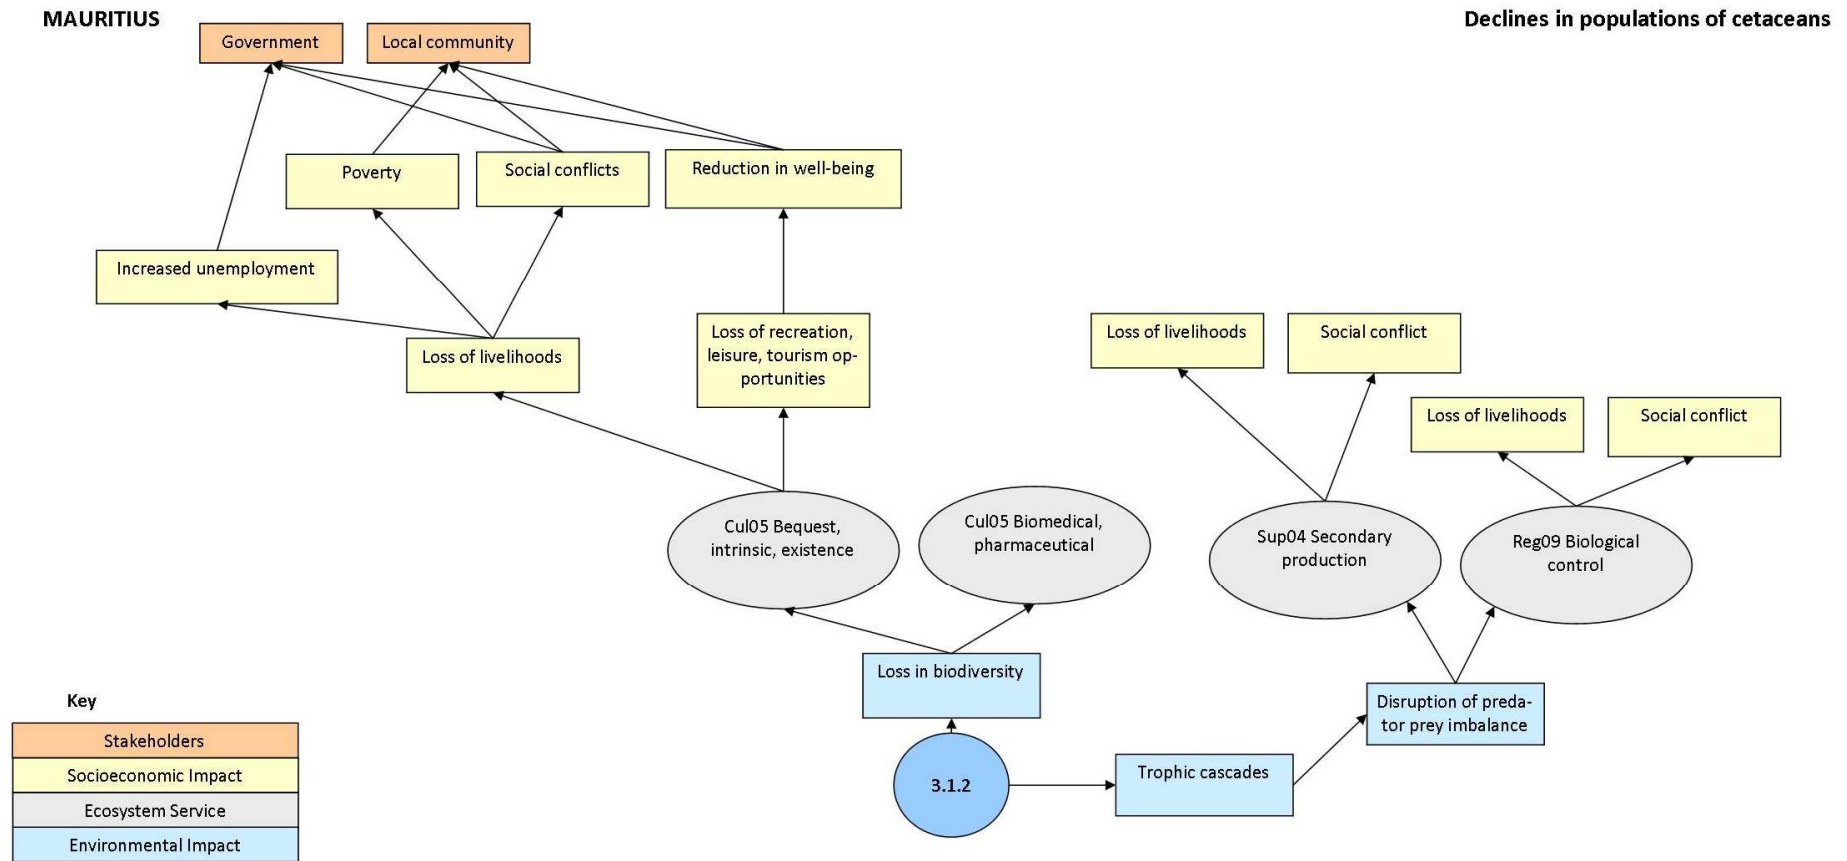 MAURITIUS
Declines in populations of cetaceans
Government
Local community
Poverty
Social conflicts
Reduction in well-being
Increased unemployment
Loss of livelihoods
Loss of recreation,
leisure, tourism op-
portunities
Loss of livelihoods
Social conflict
Loss of livelihoods
Social conflict
Cul05 Bequest,
intrinsic, existence
Cul05 Biomedical,
pharmaceutical
Sup04 Secondary
production
Reg09 Biological
control
Loss in biodiversity
Disruption of preda-
tor prey imbalance
3.1.2
Trophic cascades
Key
Stakeholders
Socioeconomic Impact
Ecosystem Service
Environmental Impact